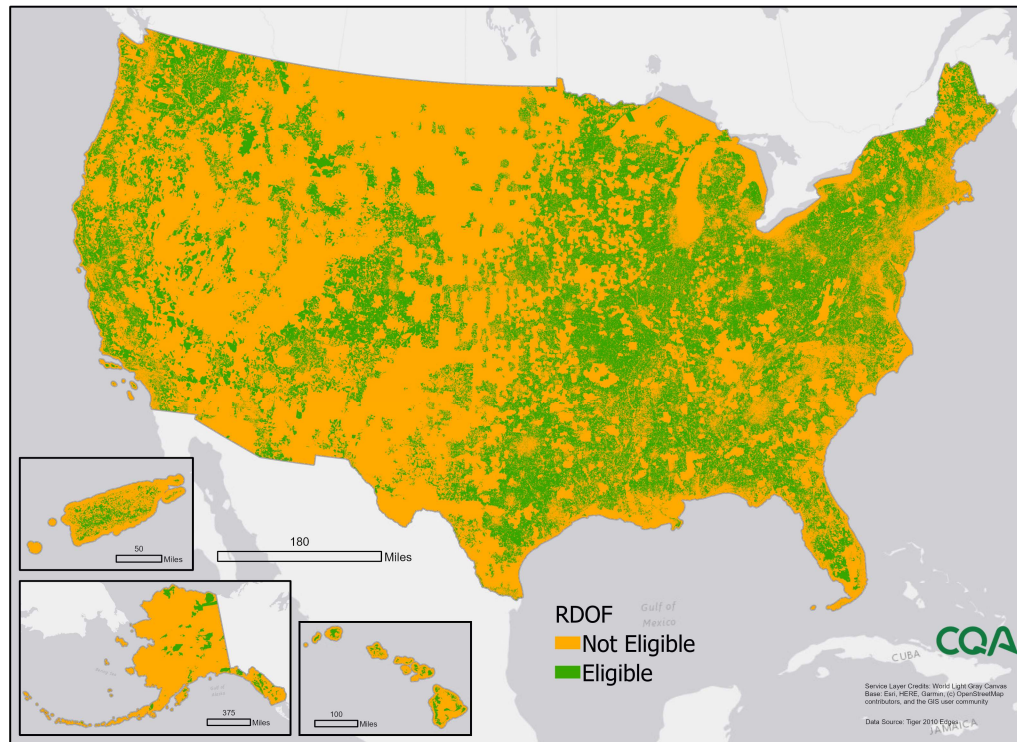 50
Miles
180
Miles
375
Miles
100
Miles
Gulf of
Mexico
RDOF
Not Eligible
Eligible
CQA
CUBA
Service Layer Credits: World Light Gray Canvas
Base: Esri, HERE, Garmin, (c) OpenStreetMap
contributors, and the GIS user community
Data Source: Tiger 2010 Edges
JAMAICA